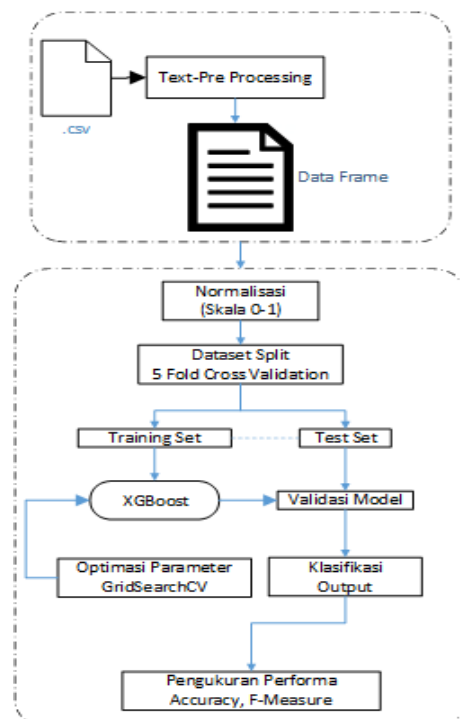 Text-Pre Processing
.csv
Data Frame
Normalisasi
(Skala 0-1)
Dataset Split
5 Fold Cross Validation
Training Set
Test Set
XGBoost
Validasi Model
Optimasi Parameter
GridSearchCV
Klasifikasi
Output
Pengukuran Performa
Accuracy, F-Measure